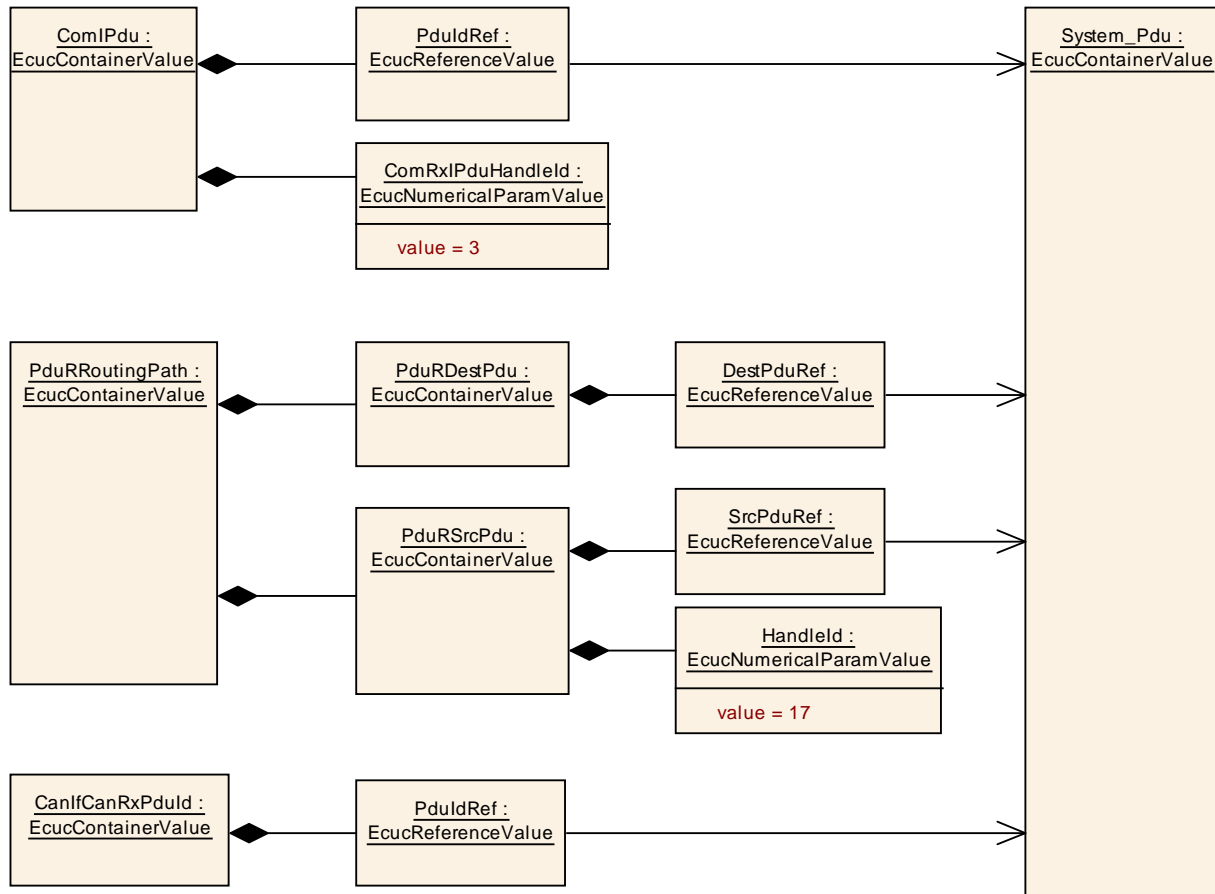 ComIPdu :
EcucContainerValue
PduIdRef :
EcucReferenceValue
System_Pdu :
EcucContainerValue
ComRxIPduHandleId :
EcucNumericalParamValue
value = 3
PduRRoutingPath :
EcucContainerValue
PduRDestPdu :
EcucContainerValue
DestPduRef :
EcucReferenceValue
PduRSrcPdu :
EcucContainerValue
SrcPduRef :
EcucReferenceValue
HandleId :
EcucNumericalParamValue
value = 17
CanIfCanRxPduId :
EcucContainerValue
PduIdRef :
EcucReferenceValue